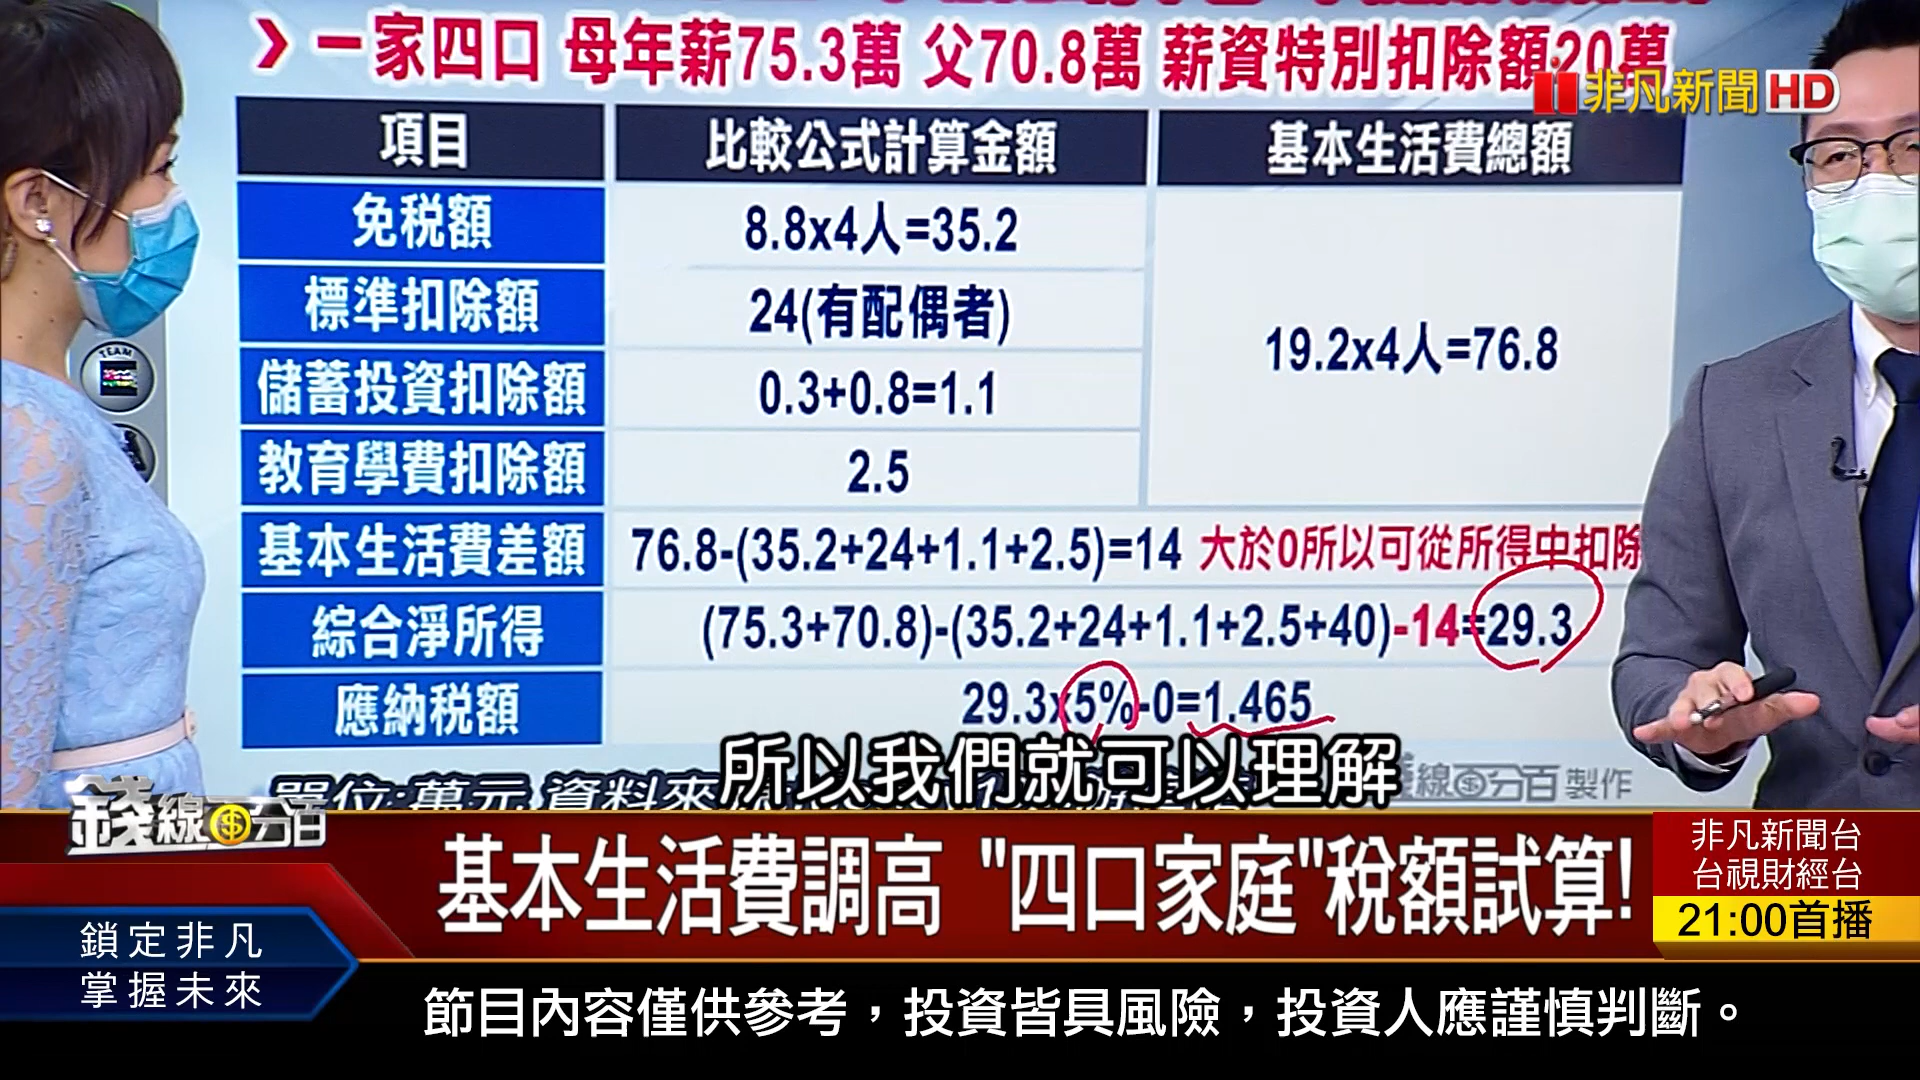 ❯一家四口 母年薪75.3萬 父70.8萬 薪資特別扣除額20萬
非凡新聞HD
項目 比較公式計算金額 基本生活費總額
免稅額 8.8x4人=35.2
標準扣除額 24(有配偶者)
19.2x4人=76.8
TEAM
儲蓄投資扣除額 0.3+0.8=1.1
教育學費扣除額 2.5
基本生活費差額 76.8-(35.2+24+1.1+2.5)=14 大於0所以可從所得中扣除
綜合淨所得 (75.3+70.8)-(35.2+24+1.1+2.5+40)-14=29.3
應納稅額 29.3x5%-0=1.465
所以我們就可以理解
單位:萬元 資料來
錢線百分百製作
錢線百分百
基本生活費調高 "四口家庭"稅額試算!
非凡新聞台
台視財經台
21:00首播
鎖定非凡
掌握未來
節目內容僅供參考，投資皆具風險，投資人應謹慎判斷。